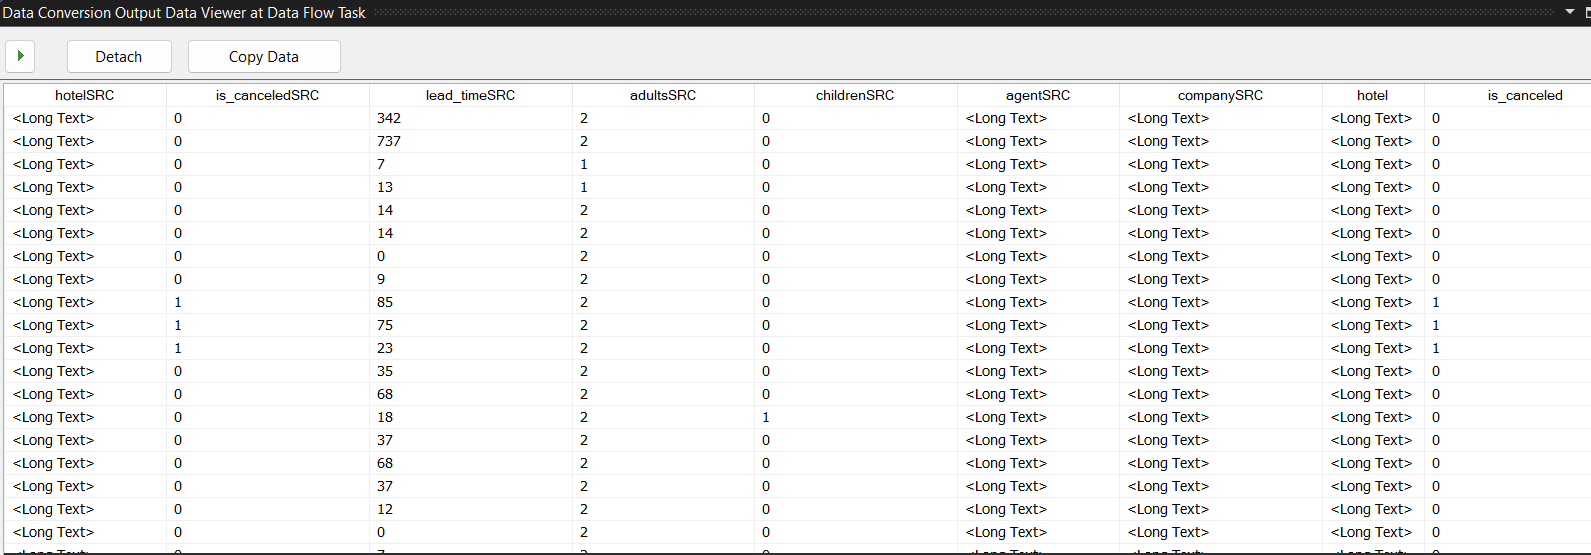 Data Conversion Output Data Viewer at Data Flow Task
Detach Copy Data
hotelSRC is_canceledSRC lead_timeSRC adultsSRC childrenSRC agentSRC companySRC hotel is_canceled
<Long Text> 0 342 2 0 <Long Text> <Long Text> <Long Text> 0
<Long Text> 0 737 2 0 <Long Text> <Long Text> <Long Text> 0
<Long Text> 0 7 1 0 <Long Text> <Long Text> <Long Text> 0
<Long Text> 0 13 1 0 <Long Text> <Long Text> <Long Text> 0
<Long Text> 0 14 2 0 <Long Text> <Long Text> <Long Text> 0
<Long Text> 0 14 2 0 <Long Text> <Long Text> <Long Text> 0
<Long Text> 0 0 2 0 <Long Text> <Long Text> <Long Text> 0
<Long Text> 0 9 2 0 <Long Text> <Long Text> <Long Text> 0
<Long Text> 1 85 2 0 <Long Text> <Long Text> <Long Text> 1
<Long Text> 1 75 2 0 <Long Text> <Long Text> <Long Text> 1
<Long Text> 1 23 2 0 <Long Text> <Long Text> <Long Text> 1
<Long Text> 0 35 2 0 <Long Text> <Long Text> <Long Text> 0
<Long Text> 0 68 2 0 <Long Text> <Long Text> <Long Text> 0
<Long Text> 0 18 2 1 <Long Text> <Long Text> <Long Text> 0
<Long Text> 0 37 2 0 <Long Text> <Long Text> <Long Text> 0
<Long Text> 0 68 2 0 <Long Text> <Long Text> <Long Text> 0
<Long Text> 0 37 2 0 <Long Text> <Long Text> <Long Text> 0
<Long Text> 0 12 2 0 <Long Text> <Long Text> <Long Text> 0
<Long Text> 0 0 2 0 <Long Text> <Long Text> <Long Text> 0